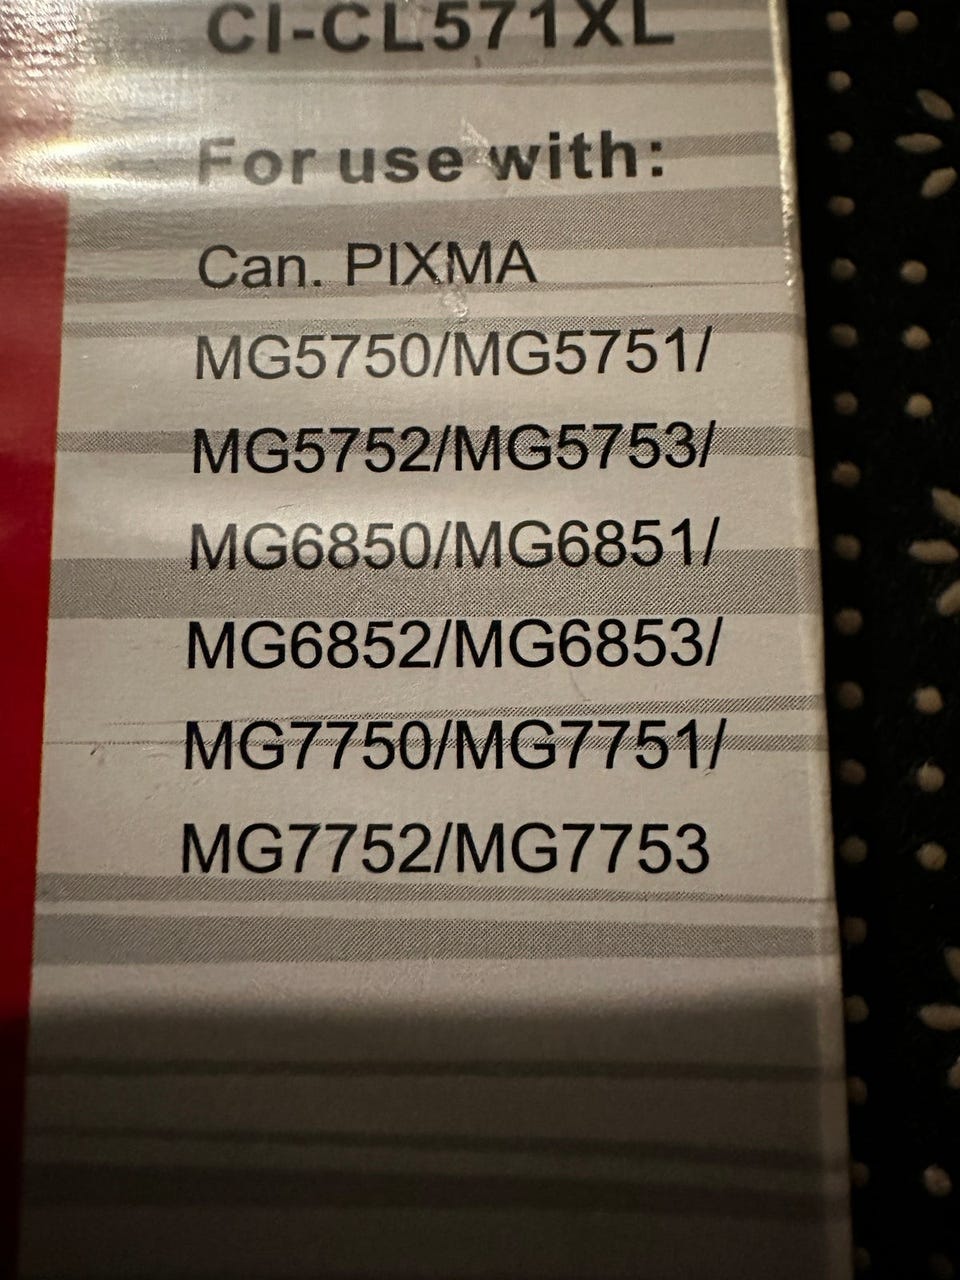 CI-CL571XL
For use with:
Can. PIXMA
MG5750/MG5751/
MG5752/MG5753/
MG6850/MG6851/
MG6852/MG6853/
MG7750/MG7751/
MG7752/MG7753